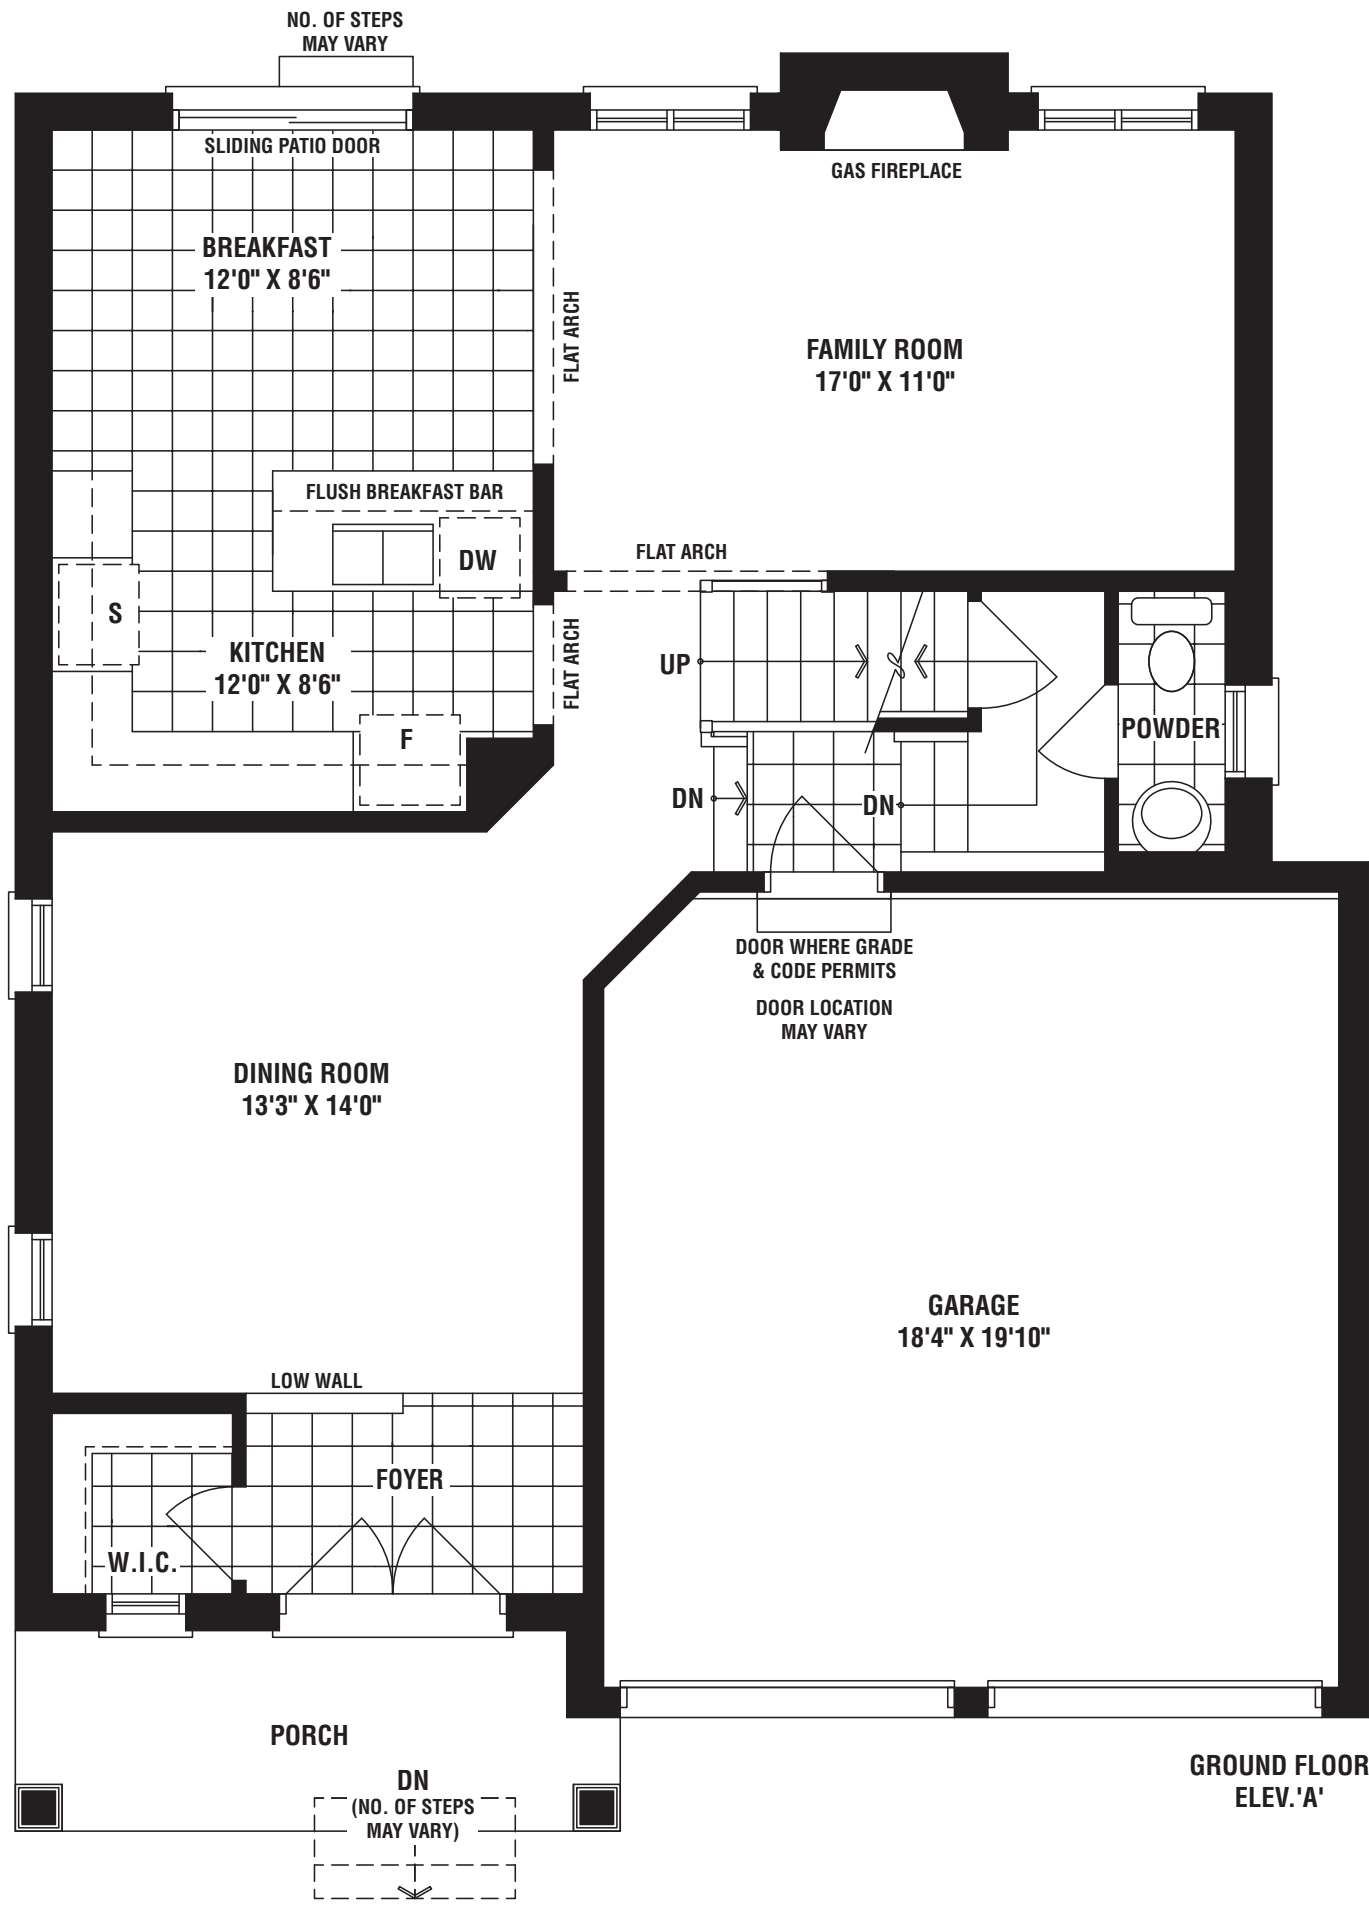 NO. OF STEPS
MAY VARY
SLIDING PATIO DOOR
GAS FIREPLACE
BREAKFAST
12'0" X 8'6"
FLAT ARCH
FAMILY ROOM
17'0" X 11'0"
FLUSH BREAKFAST BAR
DW
FLAT ARCH
S
KITCHEN
12'0" X 8'6"
FLAT ARCH
UP
F
POWDER
DN
DN
DOOR WHERE GRADE
& CODE PERMITS
DOOR LOCATION
MAY VARY
DINING ROOM
13'3" X 14'0"
GARAGE
18'4" X 19'10"
LOW WALL
FOYER
W.I.C.
PORCH
DN
(NO. OF STEPS
MAY VARY)
GROUND FLOOR
ELEV.'A'